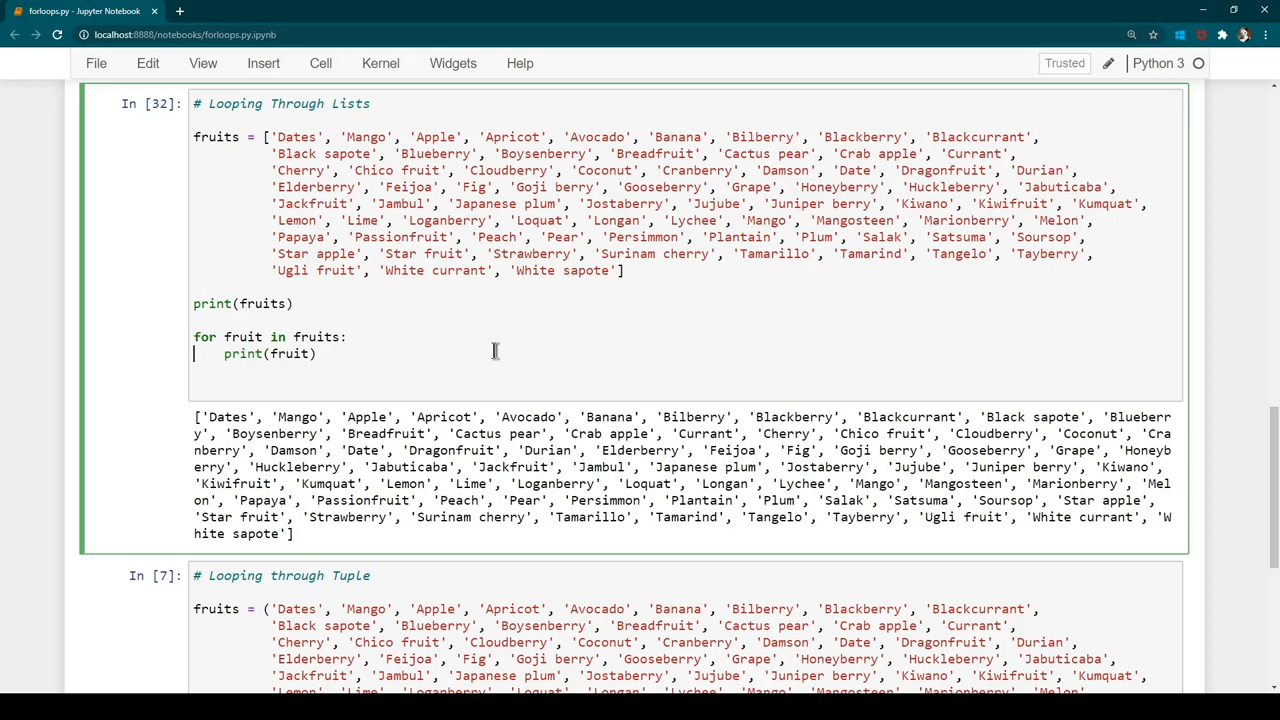 forloops.py - Jupyter Notebook
localhost:8888/notebooks/forloops.py.ipynb
File Edit View Insert Cell Kernel Widgets Help Trusted Python 3
In [32]:
# Looping Through Lists
fruits = ['Dates', 'Mango', 'Apple', 'Apricot', 'Avocado', 'Banana', 'Bilberry', 'Blackberry', 'Blackcurrant',
'Black sapote', 'Blueberry', 'Boysenberry', 'Breadfruit', 'Cactus pear', 'Crab apple', 'Currant',
'Cherry', 'Chico fruit', 'Cloudberry', 'Coconut', 'Cranberry', 'Damson', 'Date', 'Dragonfruit', 'Durian',
'Elderberry', 'Feijoa', 'Fig', 'Goji berry', 'Gooseberry', 'Grape', 'Honeyberry', 'Huckleberry', 'Jabuticaba',
'Jackfruit', 'Jambul', 'Japanese plum', 'Jostaberry', 'Jujube', 'Juniper berry', 'Kiwano', 'Kiwifruit', 'Kumquat',
'Lemon', 'Lime', 'Loganberry', 'Loquat', 'Longan', 'Lychee', 'Mango', 'Mangosteen', 'Marionberry', 'Melon',
'Papaya', 'Passionfruit', 'Peach', 'Pear', 'Persimmon', 'Plantain', 'Plum', 'Salak', 'Satsuma', 'Soursop',
'Star apple', 'Star fruit', 'Strawberry', 'Surinam cherry', 'Tamarillo', 'Tamarind', 'Tangelo', 'Tayberry',
'Ugli fruit', 'White currant', 'White sapote']
print(fruits)
for fruit in fruits:
print(fruit)
['Dates', 'Mango', 'Apple', 'Apricot', 'Avocado', 'Banana', 'Bilberry', 'Blackberry', 'Blackcurrant', 'Black sapote', 'Blueberr
y', 'Boysenberry', 'Breadfruit', 'Cactus pear', 'Crab apple', 'Currant', 'Cherry', 'Chico fruit', 'Cloudberry', 'Coconut', 'Cra
nberry', 'Damson', 'Date', 'Dragonfruit', 'Durian', 'Elderberry', 'Feijoa', 'Fig', 'Goji berry', 'Gooseberry', 'Grape', 'Honeyb
erry', 'Huckleberry', 'Jabuticaba', 'Jackfruit', 'Jambul', 'Japanese plum', 'Jostaberry', 'Jujube', 'Juniper berry', 'Kiwano',
'Kiwifruit', 'Kumquat', 'Lemon', 'Lime', 'Loganberry', 'Loquat', 'Longan', 'Lychee', 'Mango', 'Mangosteen', 'Marionberry', 'Mel
on', 'Papaya', 'Passionfruit', 'Peach', 'Pear', 'Persimmon', 'Plantain', 'Plum', 'Salak', 'Satsuma', 'Soursop', 'Star apple',
'Star fruit', 'Strawberry', 'Surinam cherry', 'Tamarillo', 'Tamarind', 'Tangelo', 'Tayberry', 'Ugli fruit', 'White currant', 'W
hite sapote']
In [7]:
# Looping through Tuple
fruits = ('Dates', 'Mango', 'Apple', 'Apricot', 'Avocado', 'Banana', 'Bilberry', 'Blackberry', 'Blackcurrant',
'Black sapote', 'Blueberry', 'Boysenberry', 'Breadfruit', 'Cactus pear', 'Crab apple', 'Currant',
'Cherry', 'Chico fruit', 'Cloudberry', 'Coconut', 'Cranberry', 'Damson', 'Date', 'Dragonfruit', 'Durian',
'Elderberry', 'Feijoa', 'Fig', 'Goji berry', 'Gooseberry', 'Grape', 'Honeyberry', 'Huckleberry', 'Jabuticaba',
'Jackfruit', 'Jambul', 'Japanese plum', 'Jostaberry', 'Jujube', 'Juniper berry', 'Kiwano', 'Kiwifruit', 'Kumquat',
'Lemon', 'Lime', 'Loganberry', 'Loquat', 'Longan', 'Lychee', 'Mango', 'Mangosteen', 'Marionberry', 'Melon',